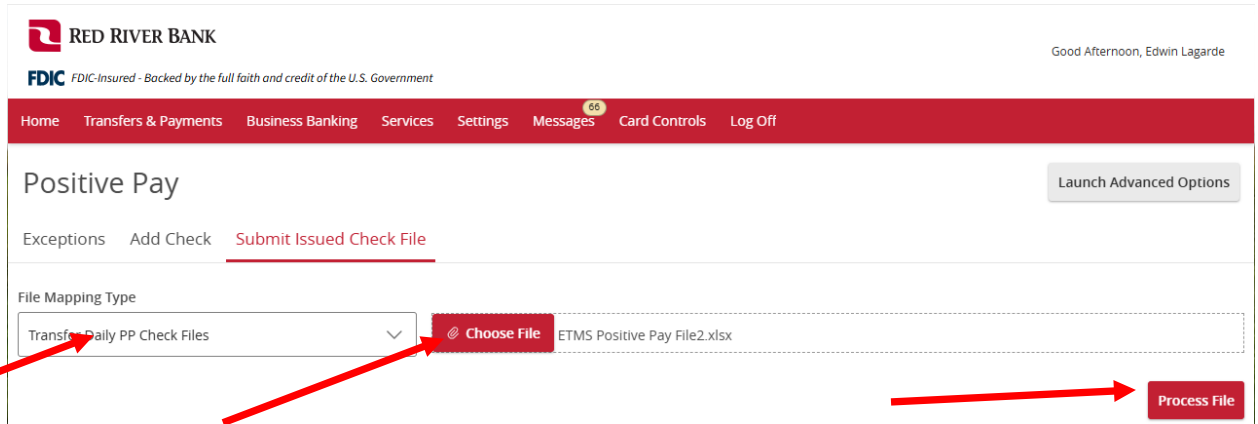 RED RIVER BANK
Good Afternoon, Edwin Lagarde
FDIC FDIC-Insured - Backed by the full faith and credit of the U.S. Government
66
Home Transfers & Payments Business Banking Services Settings Messages Card Controls Log Off
Positive Pay
Launch Advanced Options
Exceptions Add Check Submit Issued Check File
File Mapping Type
Transfer Daily PP Check Files
Choose File ETMS Positive Pay File2.xlsx
Process File